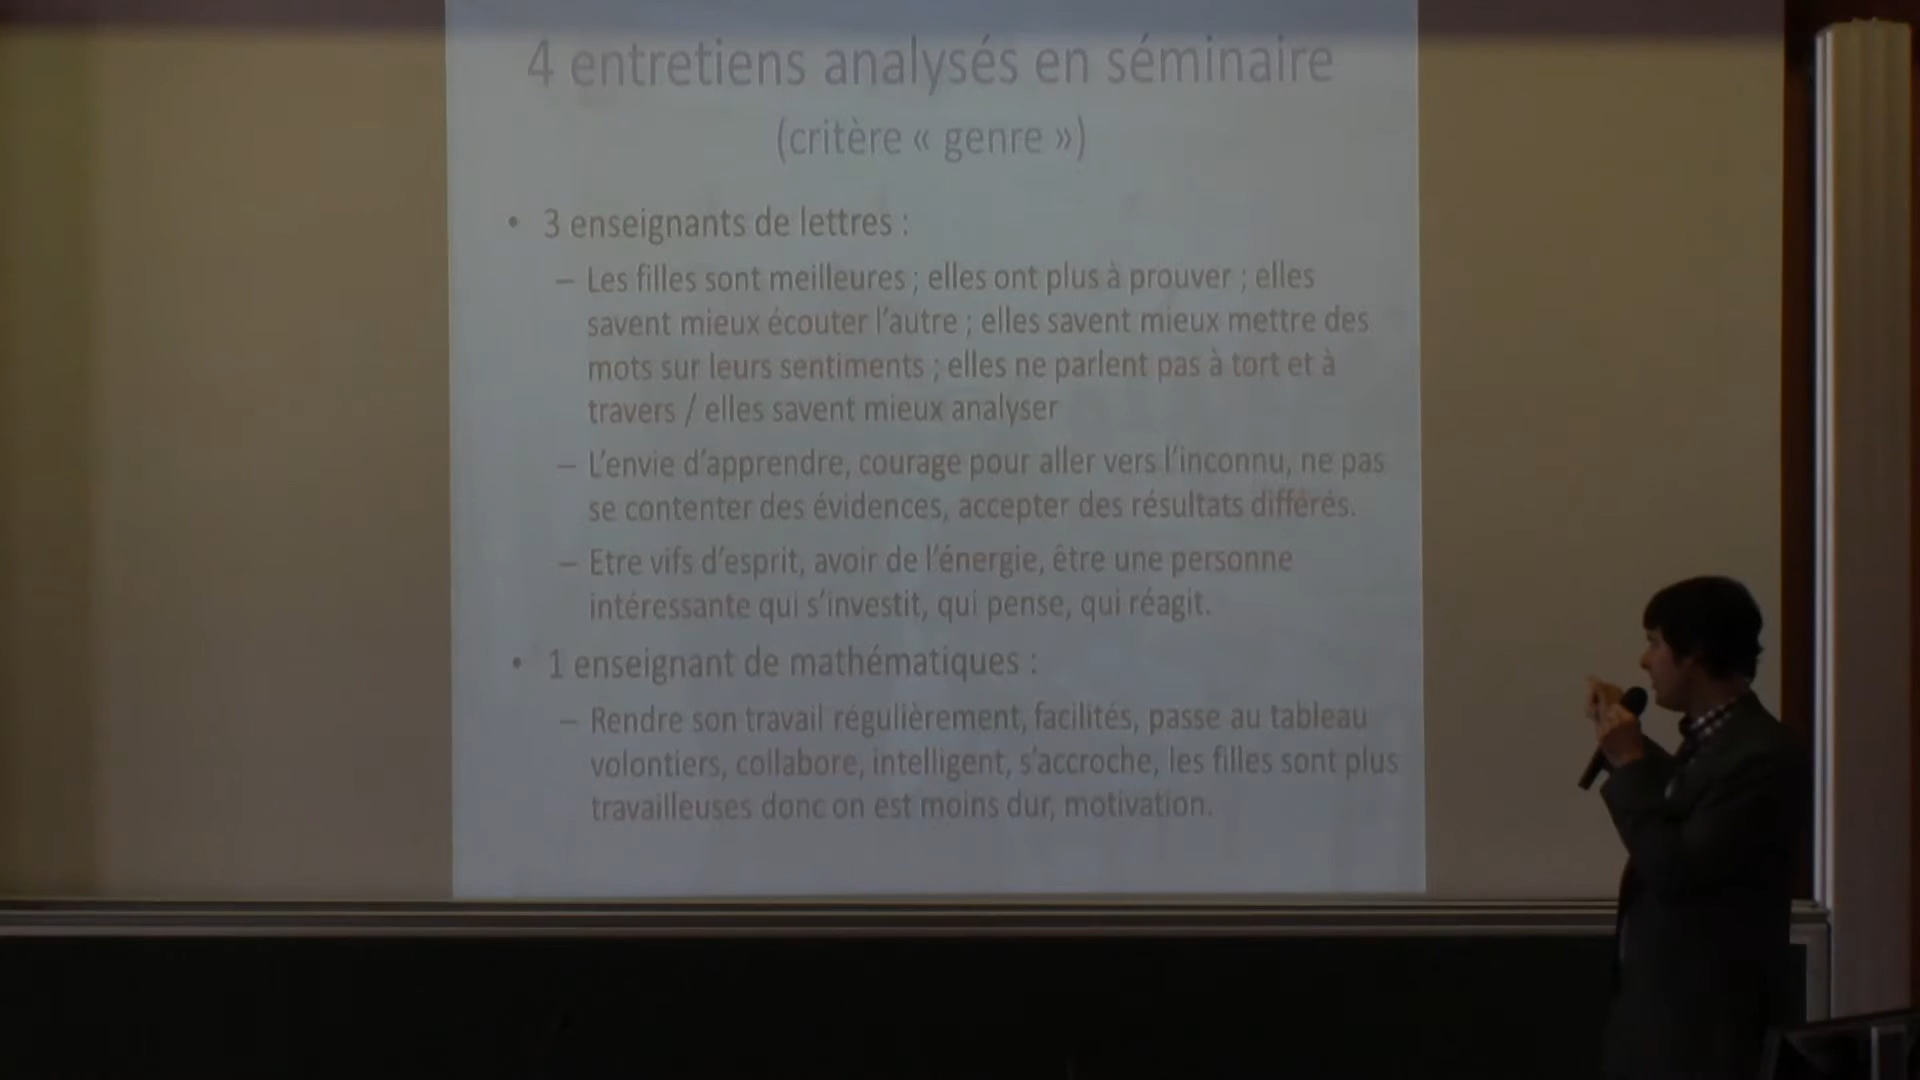 4 entretiens analysés en séminaire
(critère « genre »)
• 3 enseignants de lettres :
– Les filles sont meilleures ; elles ont plus à prouver ; elles
savent mieux écouter l'autre ; elles savent mieux mettre des
mots sur leurs sentiments ; elles ne parlent pas à tort et à
travers / elles savent mieux analyser
– L'envie d'apprendre, courage pour aller vers l'inconnu, ne pas
se contenter des évidences, accepter des résultats différés.
– Etre vifs d'esprit, avoir de l'énergie, être une personne
intéressante qui s'investit, qui pense, qui réagit.
• 1 enseignant de mathématiques :
– Rendre son travail régulièrement, facilités, passe au tableau
volontiers, collabore, intelligent, s'accroche, les filles sont plus
travailleuses donc on est moins dur, motivation.